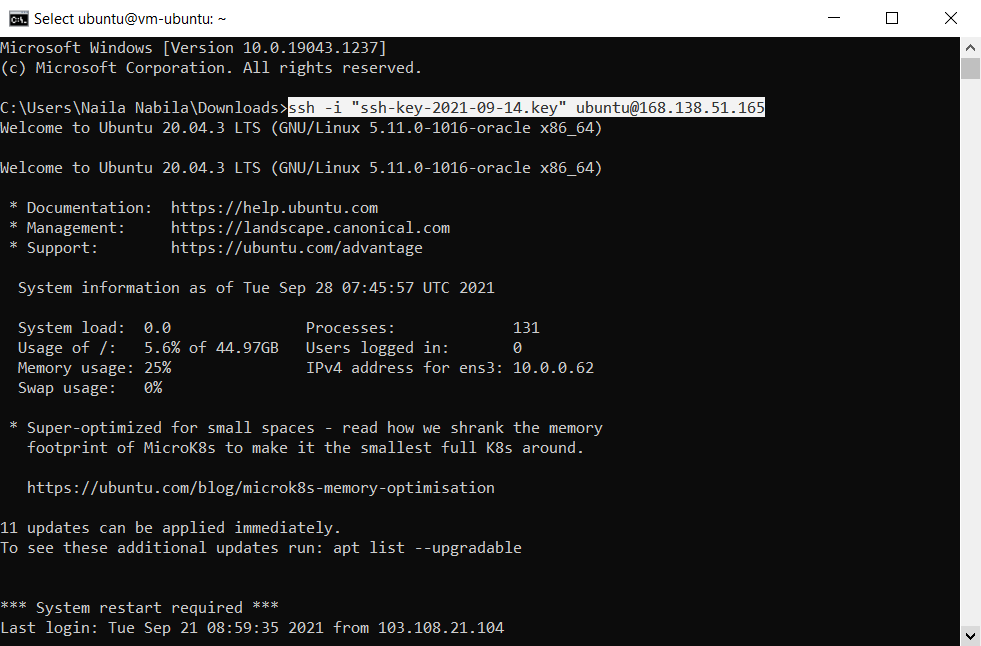 Select ubuntu@vm-ubuntu: ~
Microsoft Windows [Version 10.0.19043.1237]
(c) Microsoft Corporation. All rights reserved.
C:\Users\Naila Nabila\Downloads>ssh -i "ssh-key-2021-09-14.key" ubuntu@168.138.51.165
Welcome to Ubuntu 20.04.3 LTS (GNU/Linux 5.11.0-1016-oracle x86_64)
Welcome to Ubuntu 20.04.3 LTS (GNU/Linux 5.11.0-1016-oracle x86_64)
* Documentation: https://help.ubuntu.com
* Management: https://landscape.canonical.com
* Support: https://ubuntu.com/advantage
System information as of Tue Sep 28 07:45:57 UTC 2021
System load: 0.0 Processes: 131
Usage of /: 5.6% of 44.97GB Users logged in: 0
Memory usage: 25% IPv4 address for ens3: 10.0.0.62
Swap usage: 0%
* Super-optimized for small spaces - read how we shrank the memory
footprint of MicroK8s to make it the smallest full K8s around.
https://ubuntu.com/blog/microk8s-memory-optimisation
11 updates can be applied immediately.
To see these additional updates run: apt list --upgradable
*** System restart required ***
Last login: Tue Sep 21 08:59:35 2021 from 103.108.21.104